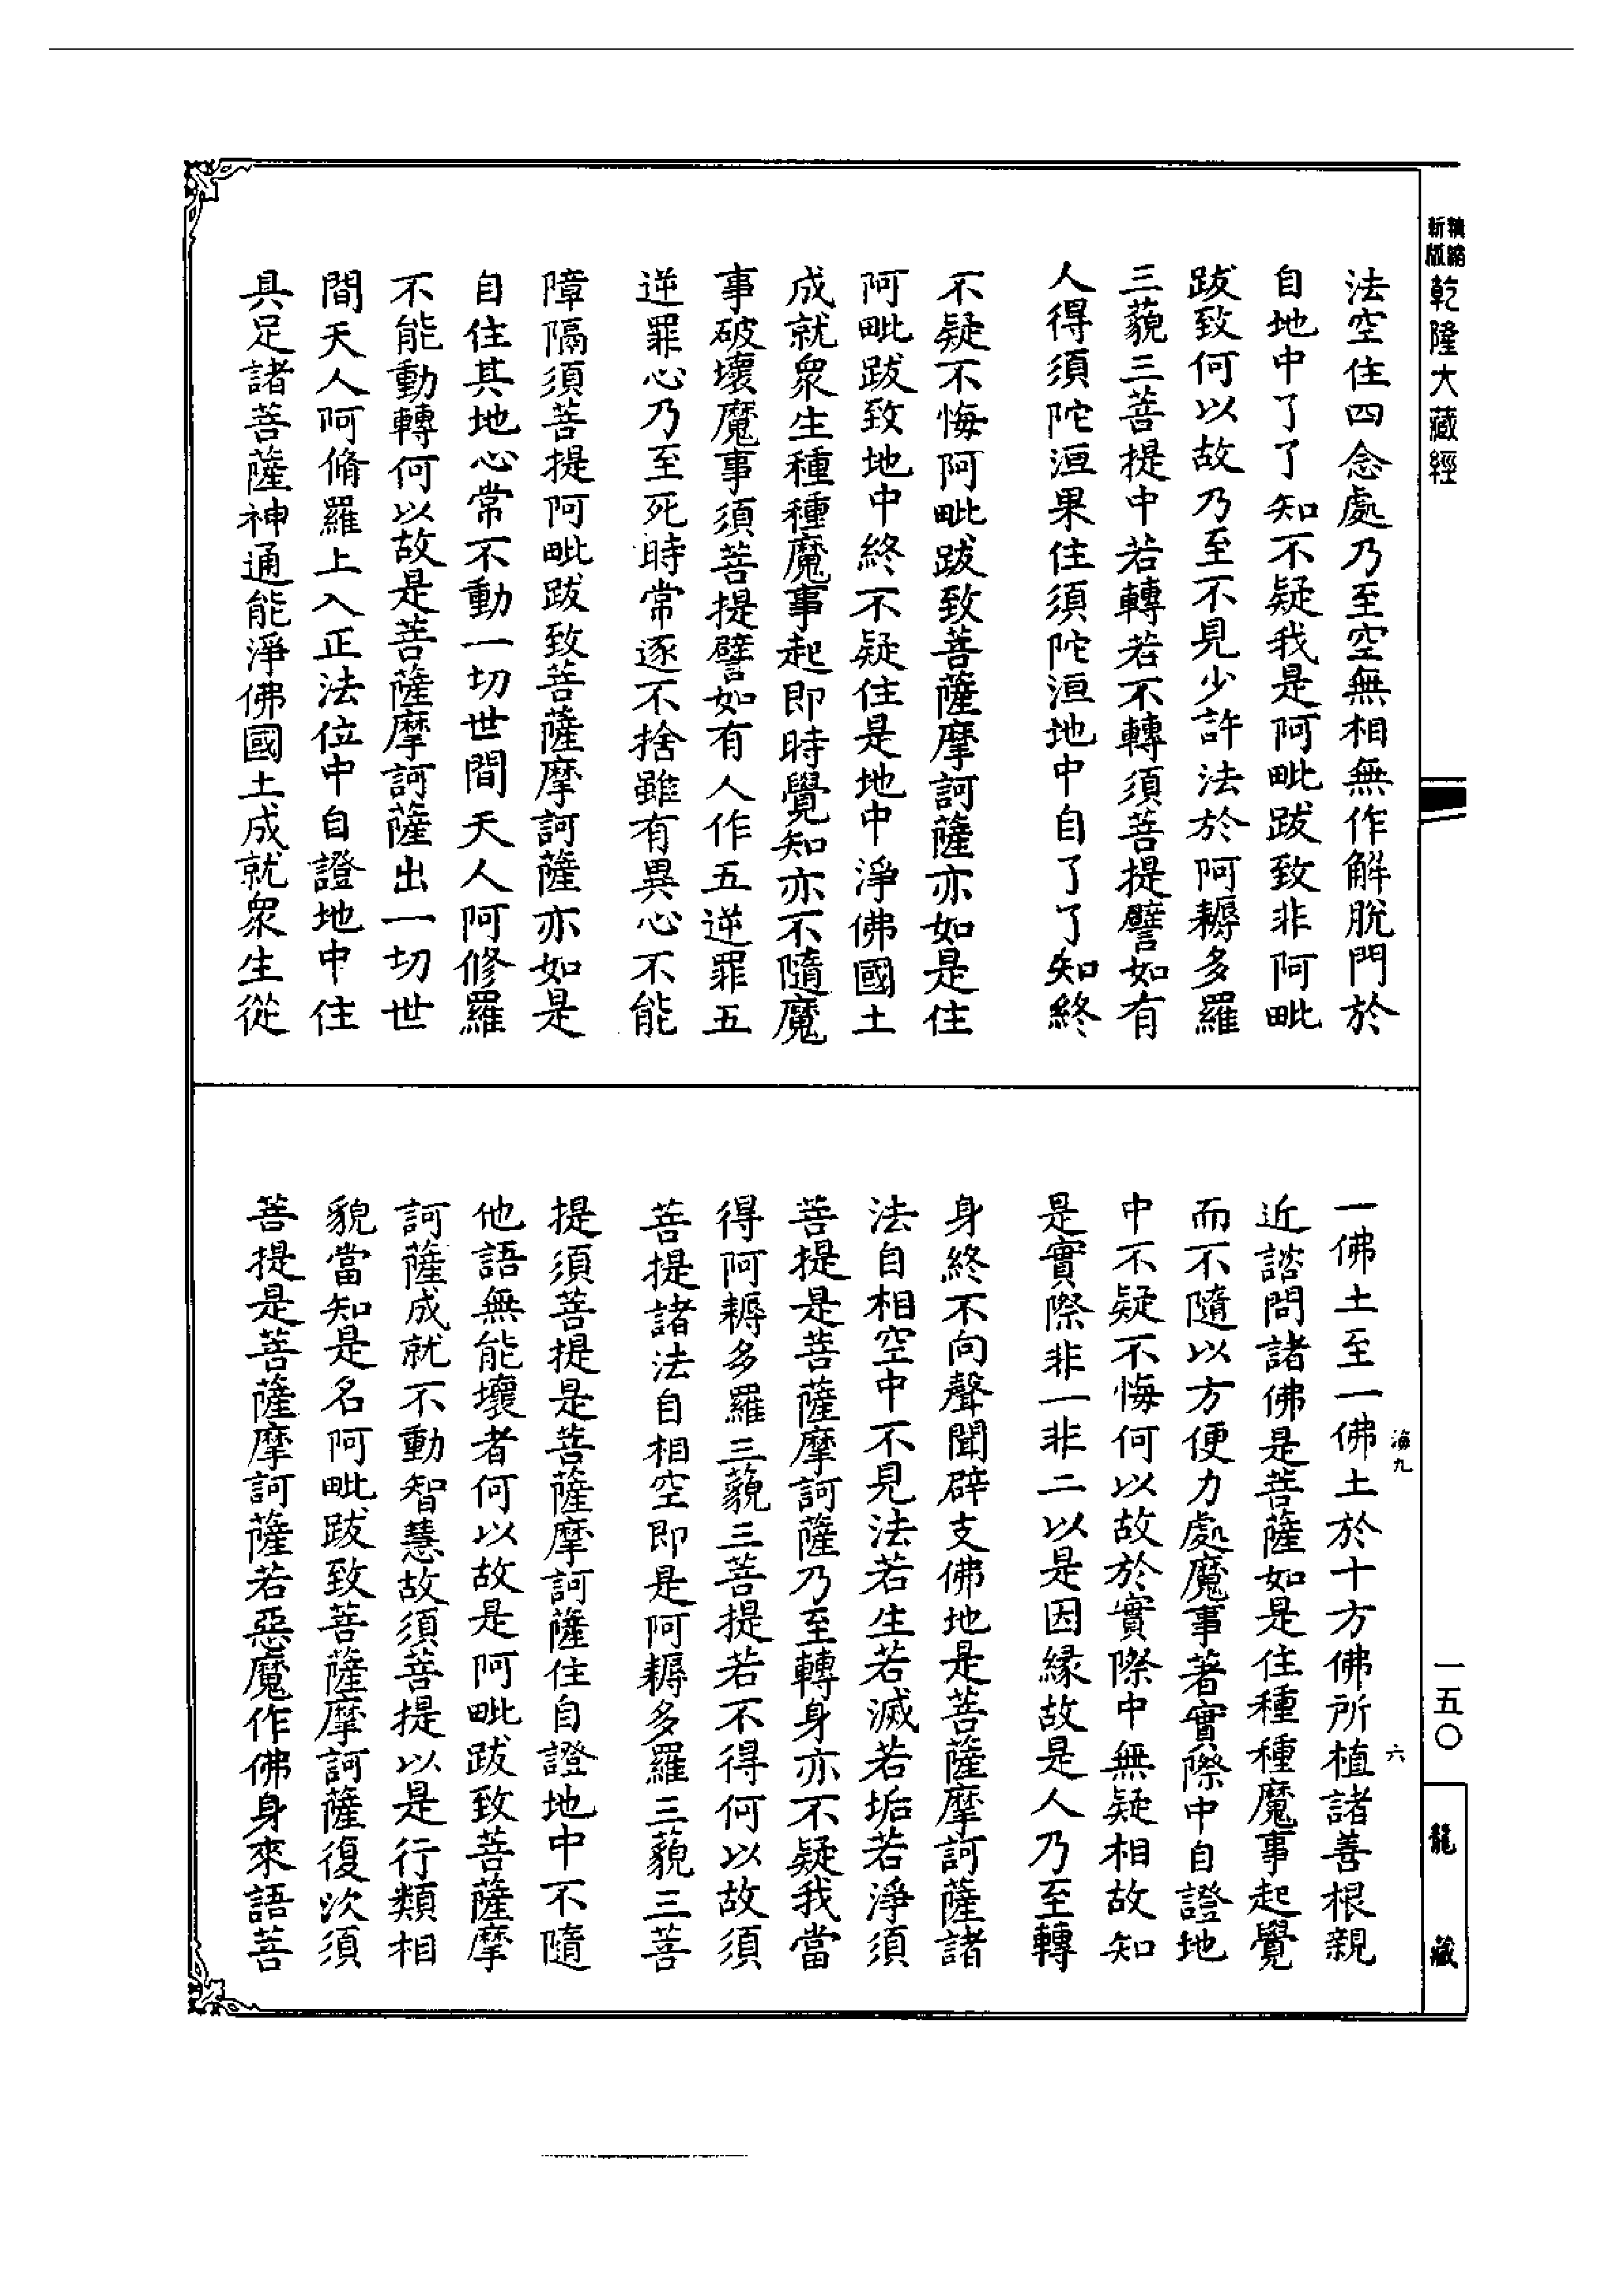 精縮新版
乾隆大藏經
法空住四念處乃至空無相無作解脫門於
自地中了了知不疑我是阿毗跋致非阿毗
跋致何以故乃至不見少許法於阿耨多羅
三藐三菩提中若轉若不轉須菩提譬如有
人得須陀洹果住須陀洹地中自了了知終
不疑不悔阿毗跋致菩薩摩訶薩亦如是住
阿毗跋致地中終不疑住是地中淨佛國土
成就衆生種種魔事起即時覺知亦不隨魔
事破壞魔事須菩提譬如有人作五逆罪五
逆罪心乃至死時常逐不捨雖有異心不能
障隔須菩提阿毗跋致菩薩摩訶薩亦如是
自住其地心常不動一切世間天人阿修羅
不能動轉何以故是菩薩摩訶薩出一切世
間天人阿脩羅上入正法位中自證地中住
具足諸菩薩神通能淨佛國土成就衆生從
一佛土至一佛土於十方佛所植諸善根親
近諮問諸佛是菩薩如是住種種魔事起覺
而不隨以方便力處魔事著實際中自證地
中不疑不悔何以故於實際中無疑相故知
是實際非一非二以是因緣故是人乃至轉
身終不向聲聞辟支佛地是菩薩摩訶薩諸
法自相空中不見法若生若滅若垢若淨須
菩提是菩薩摩訶薩乃至轉身亦不疑我當
得阿耨多羅三藐三菩提若不得何以故須
菩提諸法自相空即是阿耨多羅三藐三菩
提須菩提是菩薩摩訶薩住自證地中不隨
他語無能壞者何以故是阿毗跋致菩薩摩
訶薩成就不動智慧故須菩提以是行類相
貌當知是名阿毗跋致菩薩摩訶薩復次須
菩提是菩薩摩訶薩若惡魔作佛身來語菩
海九
六
一五〇
龍藏